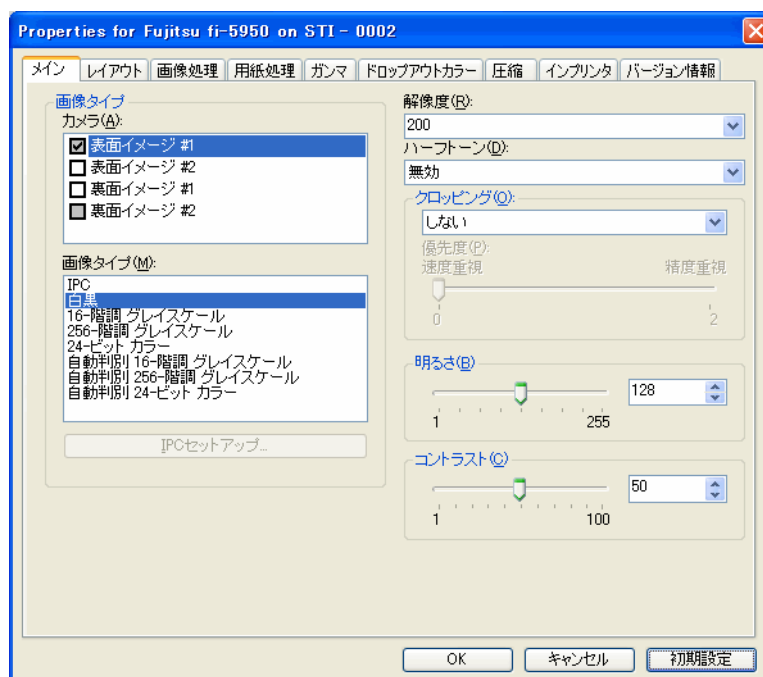 Properties for Fujitsu fi-5950 on STI - 0002
メイン レイアウト 画像処理 用紙処理 ガンマ ドロップアウトカラー 圧縮 インプリンタ バージョン情報
画像タイプ
カメラ(A):
表面イメージ #1
表面イメージ #2
裏面イメージ #1
裏面イメージ #2
画像タイプ(M):
IPC
白黒
16-階調 グレイスケール
256-階調 グレイスケール
24-ビット カラー
自動判別 16-階調 グレイスケール
自動判別 256-階調 グレイスケール
自動判別 24-ビット カラー
IPCセットアップ...
解像度(R):
200
ハーフトーン(D):
無効
クロッピング(O):
しない
優先度(P):
速度重視 精度重視
0 2
明るさ(B)
128
1 255
コントラスト(C)
50
1 100
OK キャンセル 初期設定